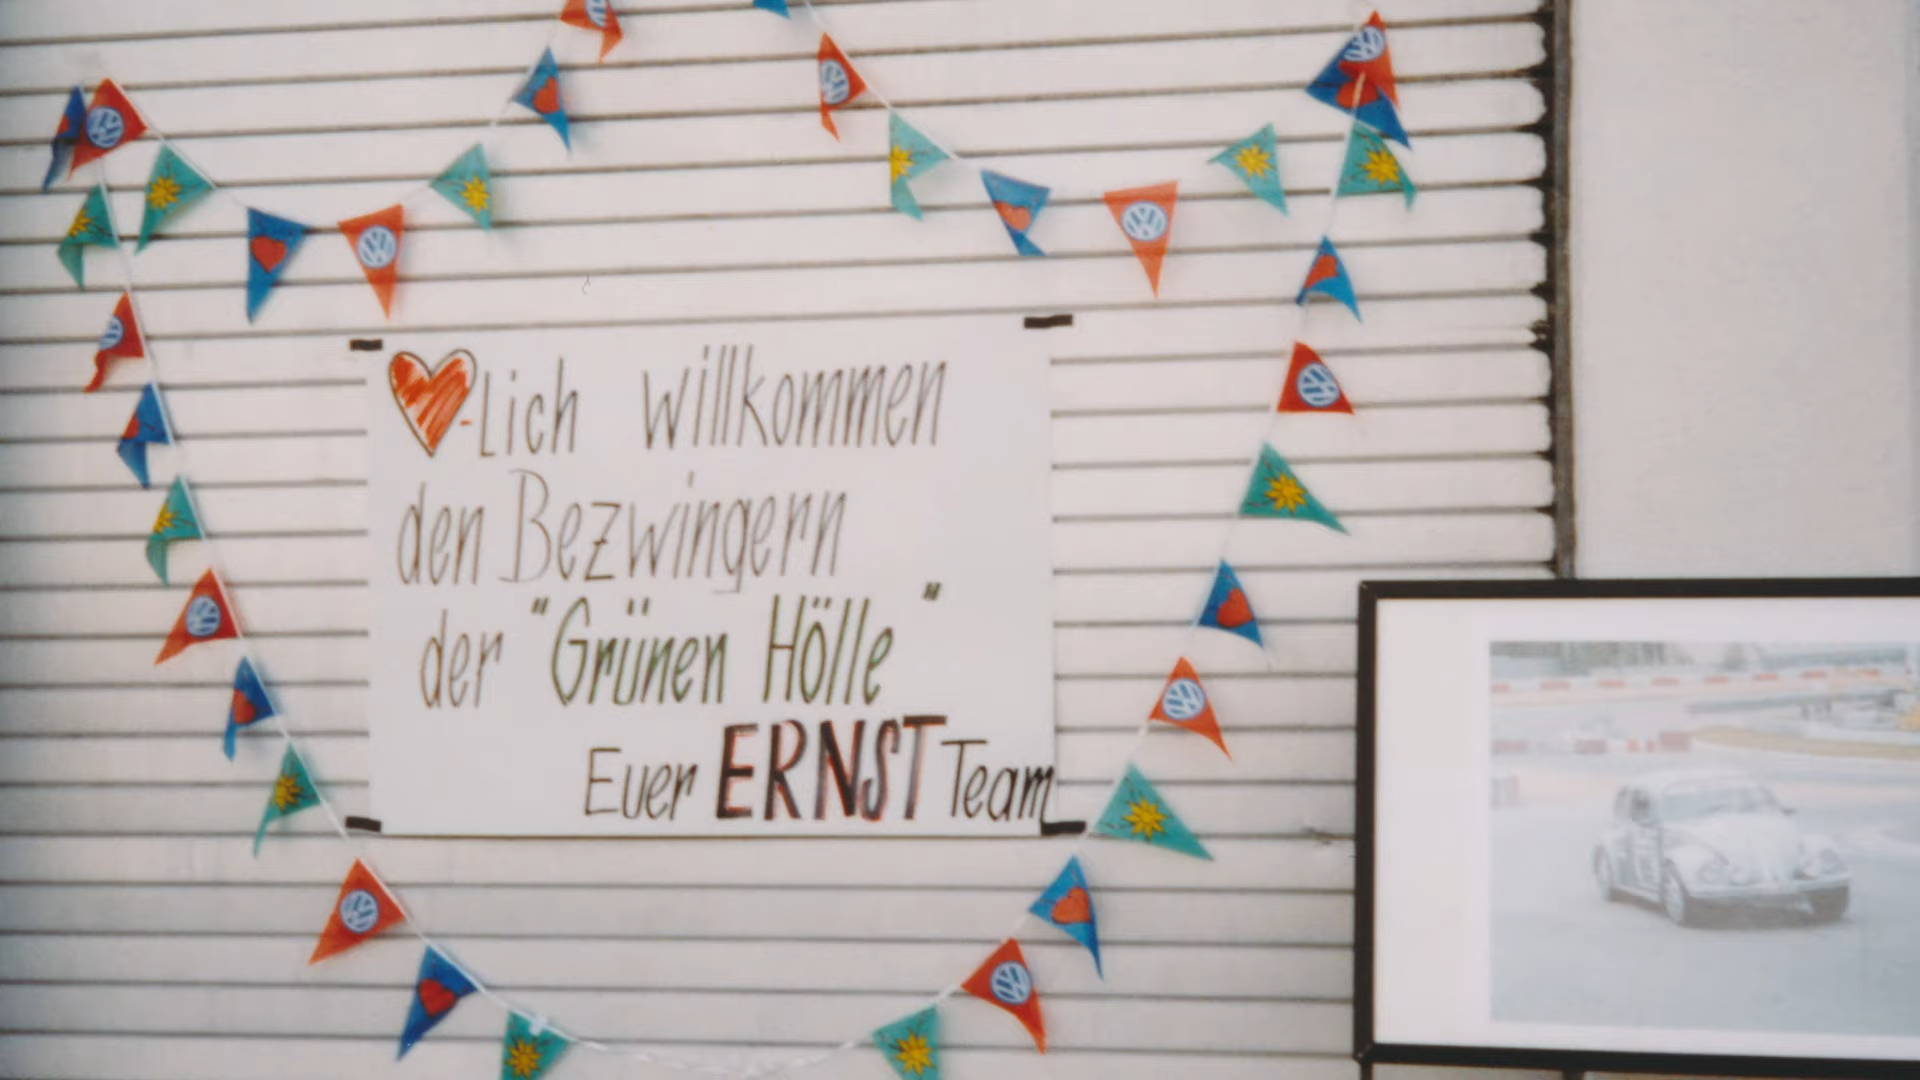 -Lich willkommen
den Bezwingern
der "Grünen Hölle"
Euer ERNST Team